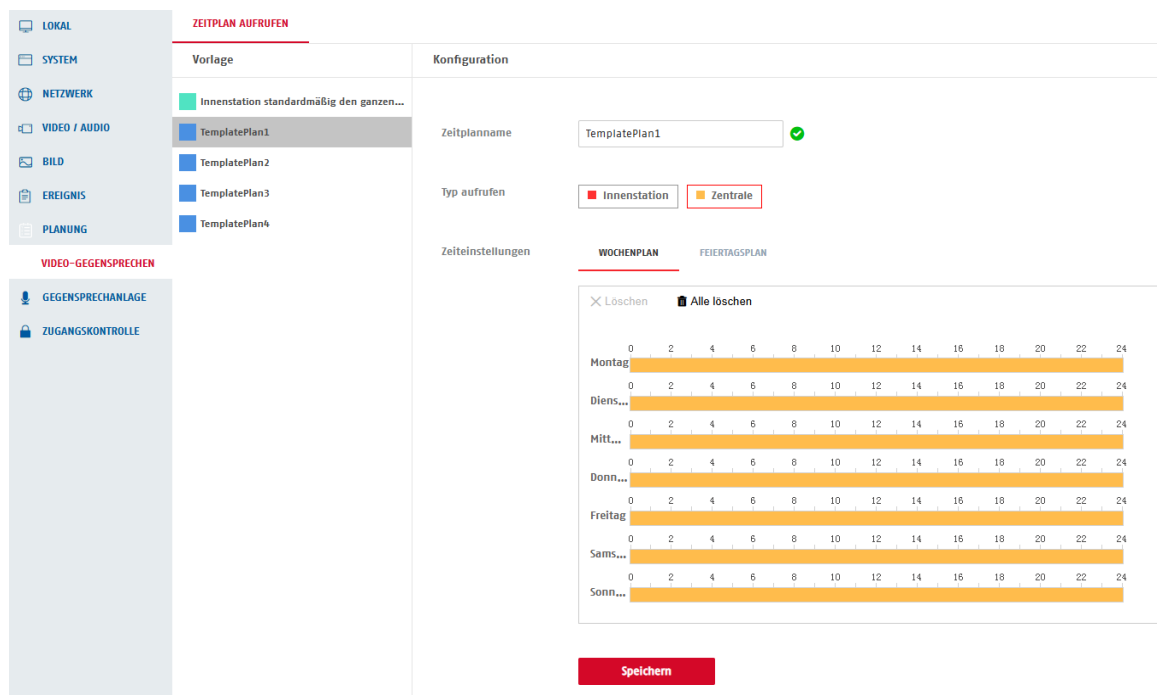 LOKAL
SYSTEM
NETZWERK
VIDEO / AUDIO
BILD
EREIGNIS
PLANUNG
VIDEO-GEGENSPRECHEN
GEGENSPRECHANLAGE
ZUGANGSKONTROLLE
ZEITPLAN AUFRUFEN
Vorlage
Innenstation standardmäßig den ganzen...
TemplatePlan1
TemplatePlan2
TemplatePlan3
TemplatePlan4
Konfiguration
Zeitplanname TemplatePlan1
Typ aufrufen Innenstation Zentrale
Zeiteinstellungen WOCHENPLAN FEIERTAGSPLAN
Löschen Alle löschen
0 2 4 6 8 10 12 14 16 18 20 22 24
Montag
0 2 4 6 8 10 12 14 16 18 20 22 24
Diens...
0 2 4 6 8 10 12 14 16 18 20 22 24
Mitt...
0 2 4 6 8 10 12 14 16 18 20 22 24
Donn...
0 2 4 6 8 10 12 14 16 18 20 22 24
Freitag
0 2 4 6 8 10 12 14 16 18 20 22 24
Sams...
0 2 4 6 8 10 12 14 16 18 20 22 24
Sonn...
Speichern